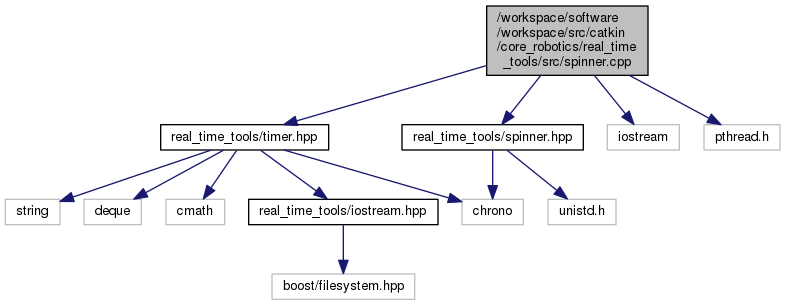 /workspace/software
/workspace/src/catkin
/core_robotics/real_time
_tools/src/spinner.cpp
real_time_tools/timer.hpp
real_time_tools/spinner.hpp
iostream
pthread.h
string
deque
cmath
real_time_tools/iostream.hpp
chrono
unistd.h
boost/filesystem.hpp